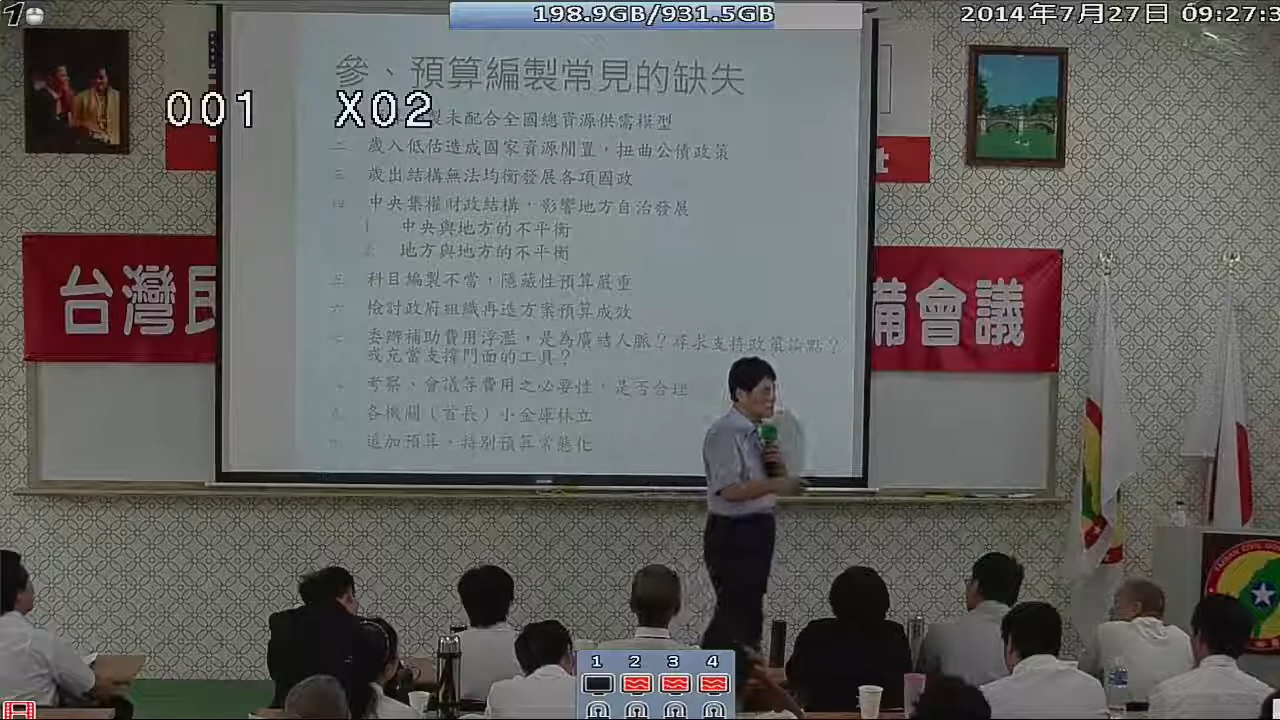 198.9GB/931.5GB
2014年7月27日 09:27:3
001 X02
參、預算編製常見的缺失
製未配合全國總資源供需模型
二 歲入低估造成國家資源閒置，扭曲公債政策
三 歲出結構無法均衡發展各項國政
四 中央集權財政結構，影響地方自治發展
1. 中央與地方的不平衡
2. 地方與地方的不平衡
五 科目編製不當，隱藏性預算嚴重
六 檢討政府組織再造方案預算成效
七 委辦補助費用浮濫，是為廣結人脈？尋求支持政策論點？
或充當支撐門面的工具？
八 考察、會議等費用之必要性，是否合理
九 各機關（首長）小金庫林立
十 追加預算，特別預算常態化
台灣民
備會議
1 2 3 4